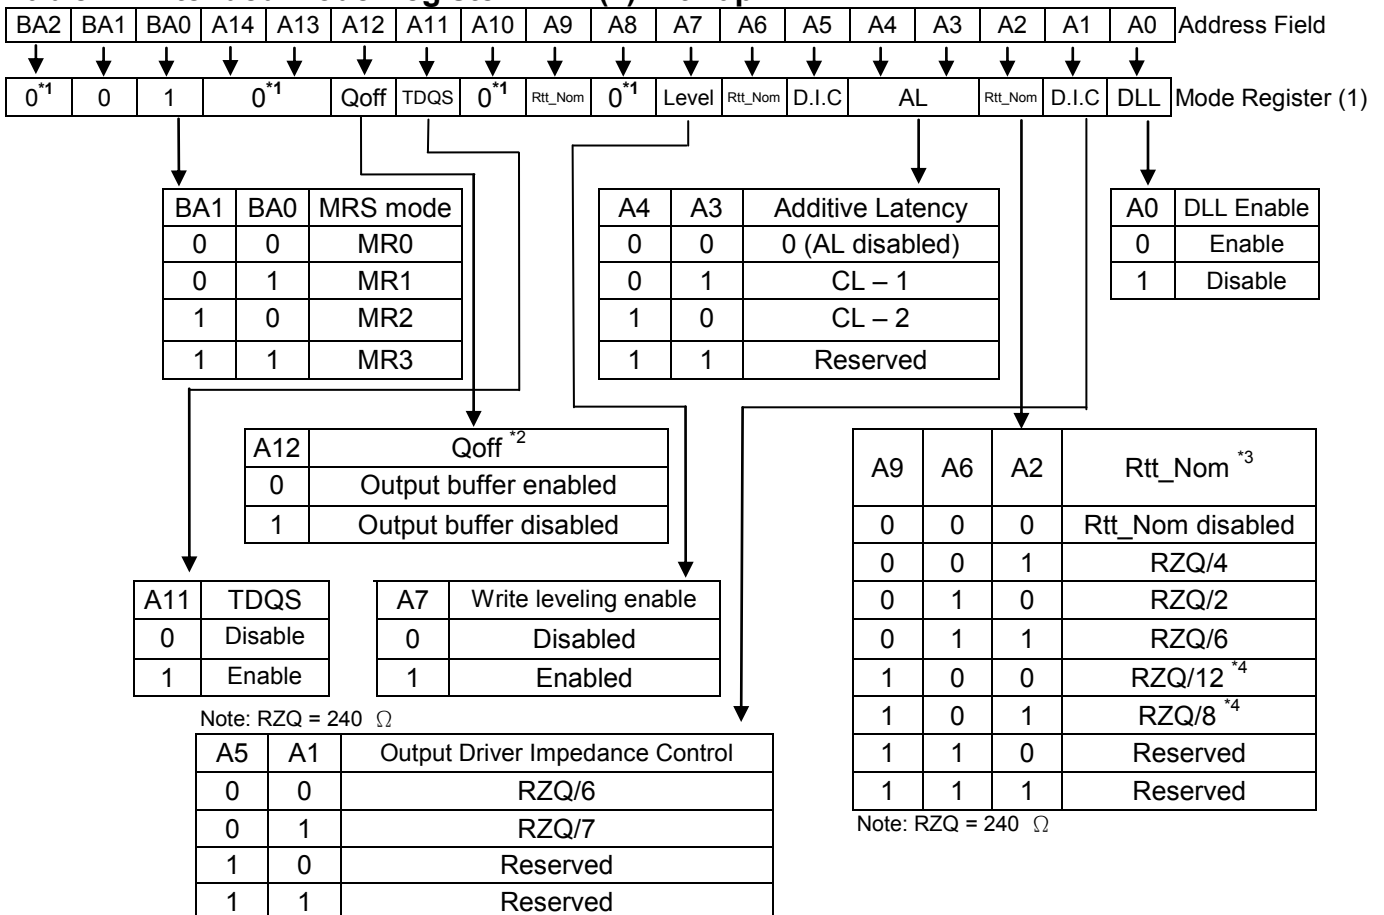 BA2 BA1 BA0 A14 A13 A12 A11 A10 A9 A8 A7 A6 A5 A4 A3 A2 A1 A0 Address Field
0*1 0 1 0*1 Qoff TDQS 0*1 Rtt_Nom 0*1 Level Rtt_Nom D.I.C AL Rtt_Nom D.I.C DLL Mode Register (1)
BA1 BA0 MRS mode
0 0 MR0
0 1 MR1
1 0 MR2
1 1 MR3
A4 A3 Additive Latency
0 0 0 (AL disabled)
0 1 CL – 1
1 0 CL – 2
1 1 Reserved
A0 DLL Enable
0 Enable
1 Disable
A12 Qoff *2
0 Output buffer enabled
1 Output buffer disabled
A9 A6 A2 Rtt_Nom *3
0 0 0 Rtt_Nom disabled
0 0 1 RZQ/4
0 1 0 RZQ/2
0 1 1 RZQ/6
1 0 0 RZQ/12 *4
1 0 1 RZQ/8 *4
1 1 0 Reserved
1 1 1 Reserved
Note: RZQ = 240 Ω
A11 TDQS
0 Disable
1 Enable
A7 Write leveling enable
0 Disabled
1 Enabled
Note: RZQ = 240 Ω
A5 A1 Output Driver Impedance Control
0 0 RZQ/6
0 1 RZQ/7
1 0 Reserved
1 1 Reserved